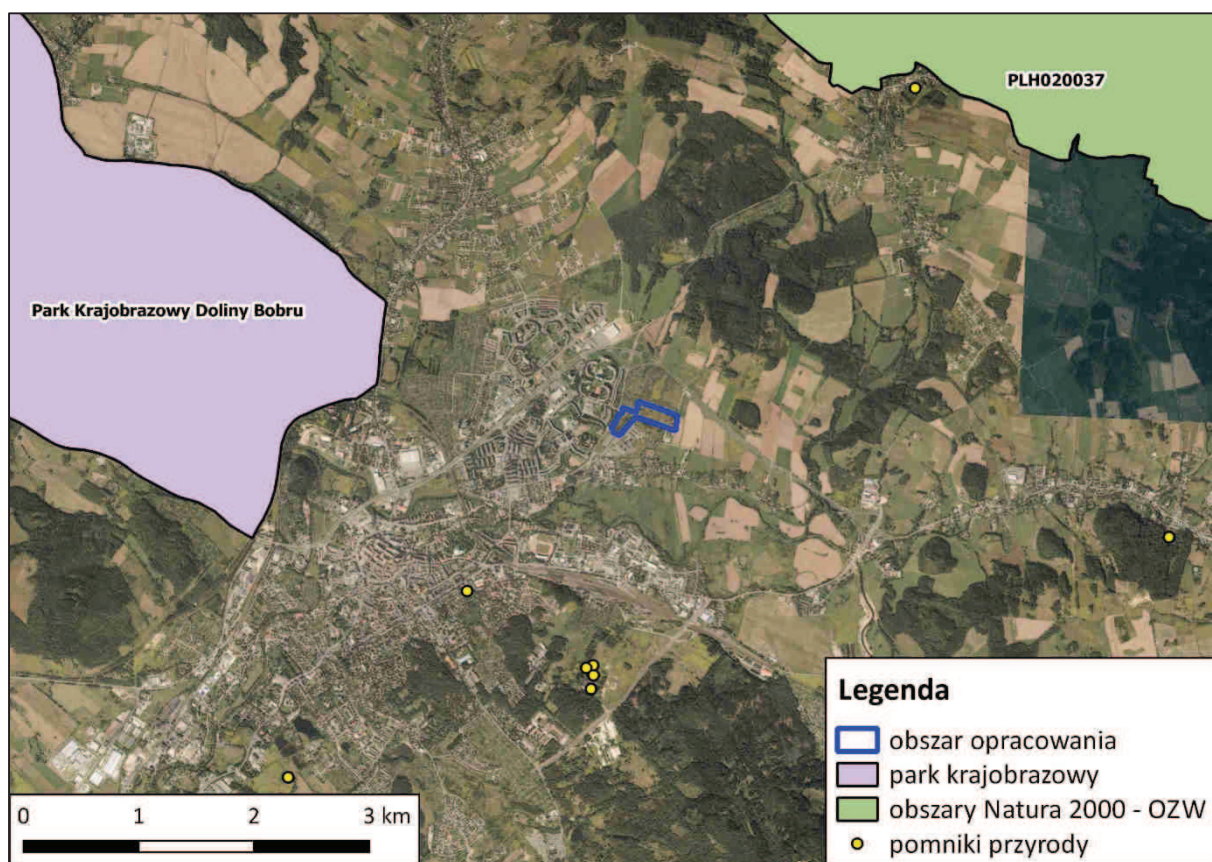 PLH020037
Park Krajobrazowy Doliny Bobru
Legenda
obszar opracowania
park krajobrazowy
obszary Natura 2000 - OZW
pomniki przyrody
0 1 2 3 km